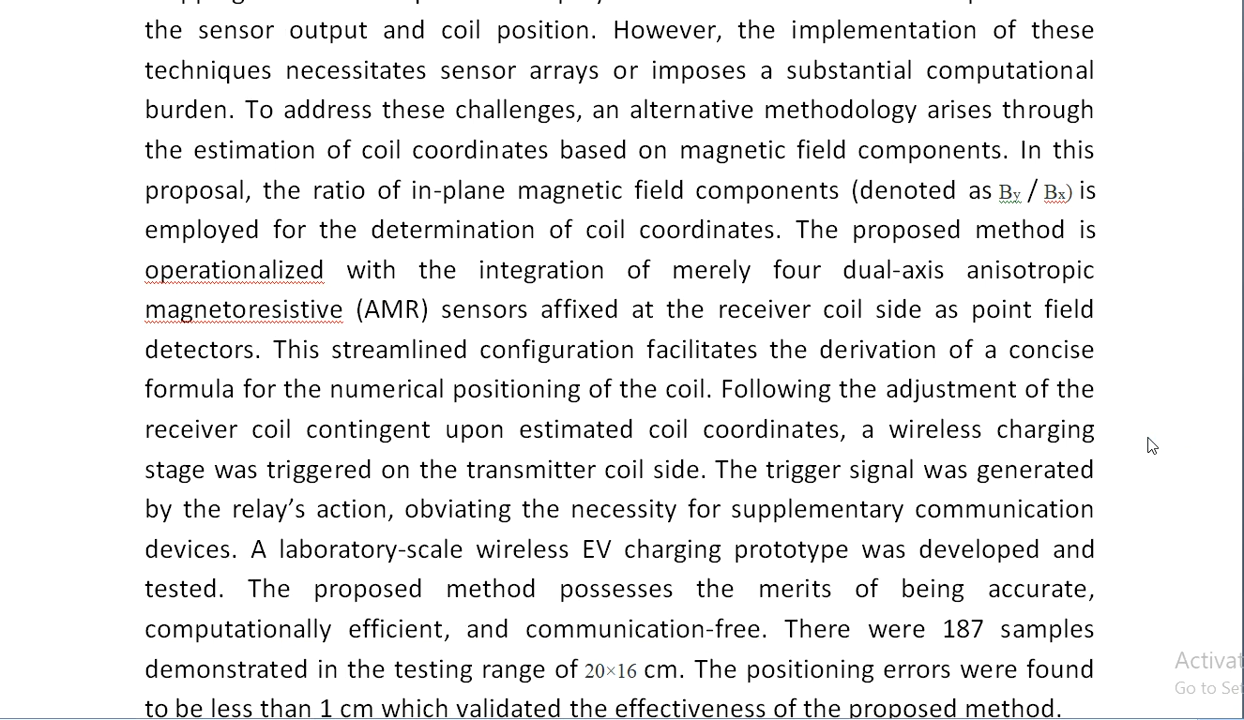 the sensor output and coil position. However, the implementation of these
techniques necessitates sensor arrays or imposes a substantial computational
burden. To address these challenges, an alternative methodology arises through
the estimation of coil coordinates based on magnetic field components. In this
proposal, the ratio of in-plane magnetic field components (denoted as By / Bx) is
employed for the determination of coil coordinates. The proposed method is
operationalized with the integration of merely four dual-axis anisotropic
magnetoresistive (AMR) sensors affixed at the receiver coil side as point field
detectors. This streamlined configuration facilitates the derivation of a concise
formula for the numerical positioning of the coil. Following the adjustment of the
receiver coil contingent upon estimated coil coordinates, a wireless charging
stage was triggered on the transmitter coil side. The trigger signal was generated
by the relay’s action, obviating the necessity for supplementary communication
devices. A laboratory-scale wireless EV charging prototype was developed and
tested. The proposed method possesses the merits of being accurate,
computationally efficient, and communication-free. There were 187 samples
demonstrated in the testing range of 20×16 cm. The positioning errors were found
to be less than 1 cm which validated the effectiveness of the proposed method.
Activat
Go to Se